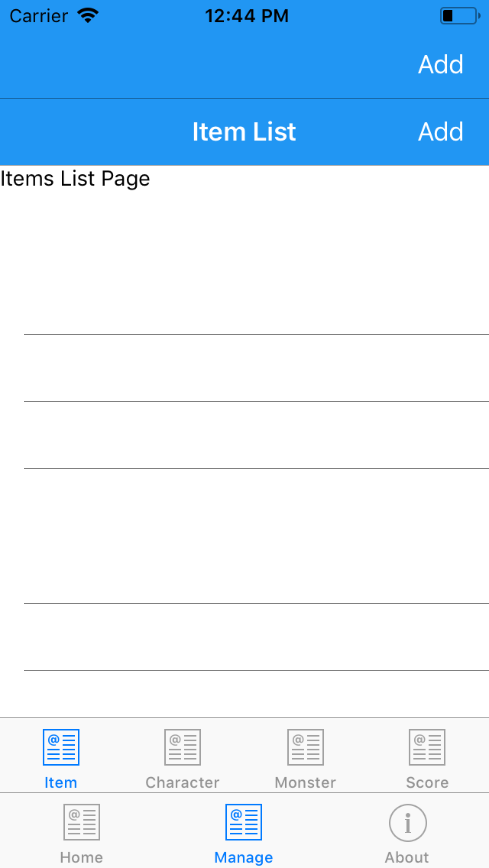 Carrier 12:44 PM
Add
Item List Add
Items List Page
@ @ @ @
Item Character Monster Score
@ @ i
Home Manage About